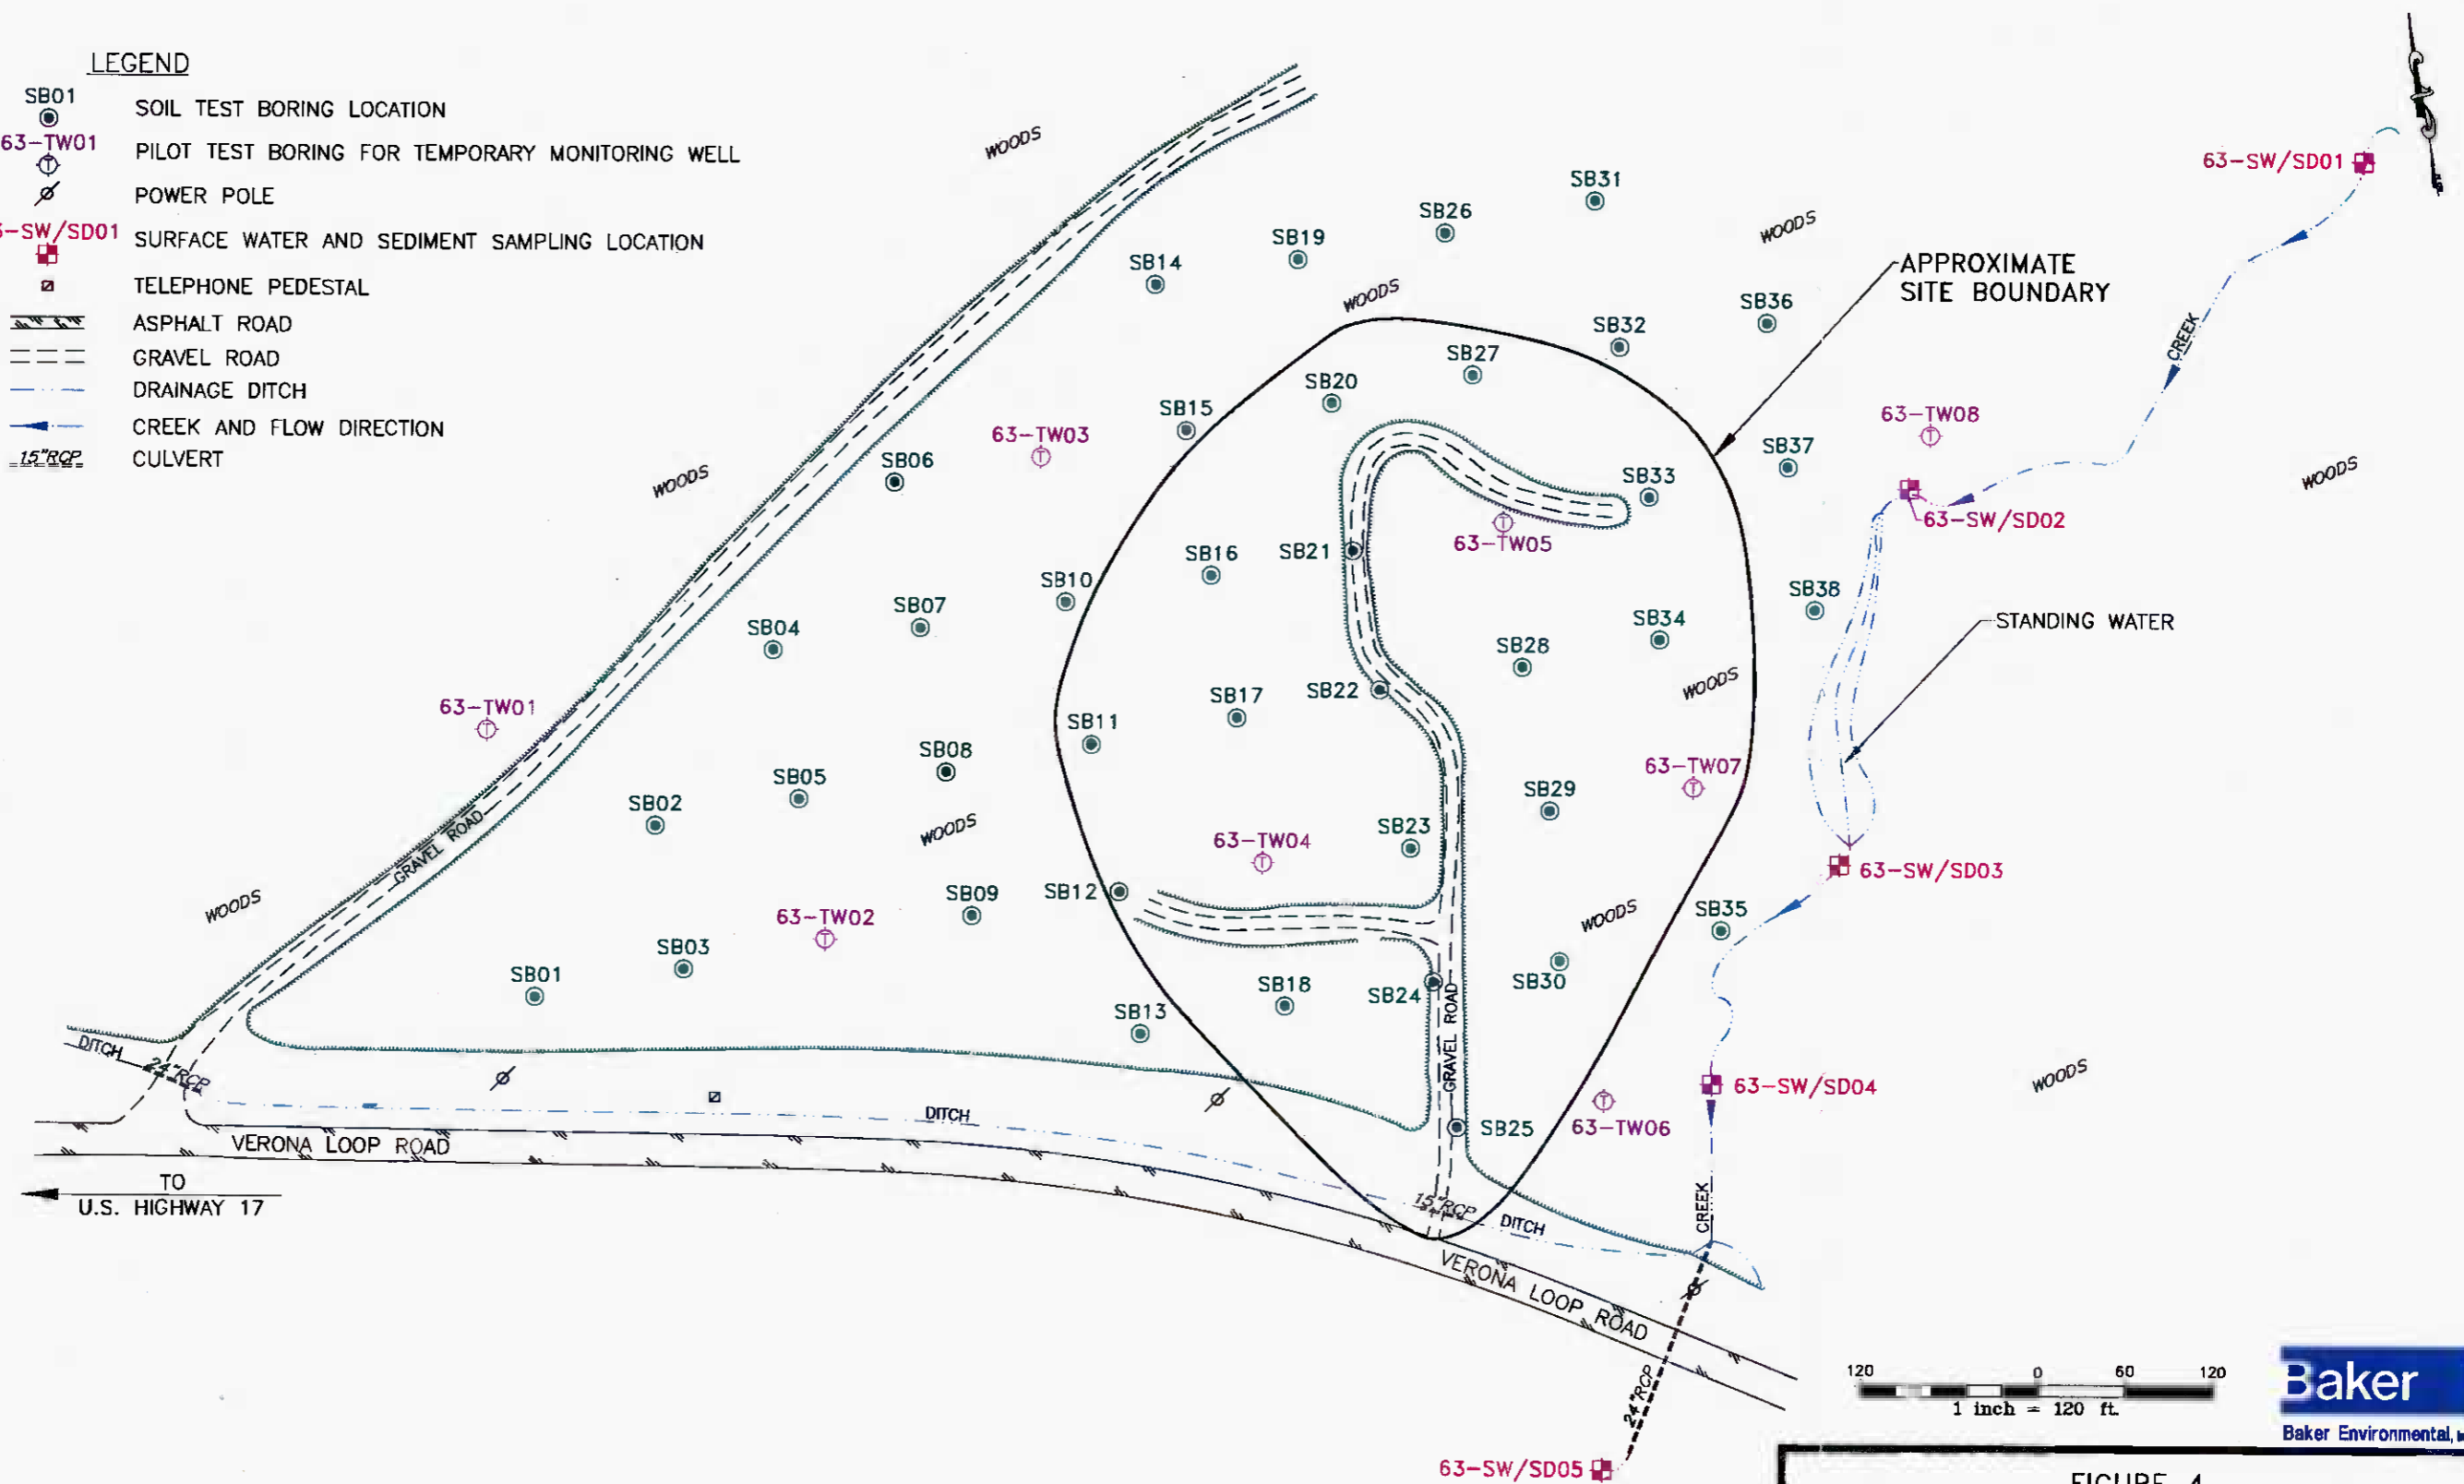 LEGEND
SB01
SOIL TEST BORING LOCATION
63-TW01
PILOT TEST BORING FOR TEMPORARY MONITORING WELL
POWER POLE
-SW/SD01
SURFACE WATER AND SEDIMENT SAMPLING LOCATION
TELEPHONE PEDESTAL
ASPHALT ROAD
GRAVEL ROAD
DRAINAGE DITCH
CREEK AND FLOW DIRECTION
15"RCP
CULVERT
WOODS
63-SW/SD01
SB31
SB26
SB19
SB14
WOODS
WOODS
APPROXIMATE
SITE BOUNDARY
SB36
SB32
CREEK
SB27
SB20
SB15
63-TW08
63-TW03
SB37
SB06
WOODS
SB33
WOODS
63-SW/SD02
63-TW05
SB21
SB16
SB10
SB38
SB07
SB04
SB34
STANDING WATER
SB28
WOODS
SB22
SB17
63-TW01
SB11
SB08
63-TW07
SB05
SB29
SB02
WOODS
SB23
63-TW04
GRAVEL ROAD
63-SW/SD03
SB12
SB09
WOODS
63-TW02
WOODS
SB35
SB03
SB01
SB30
SB18
SB24
GRAVEL ROAD
SB13
DITCH
24"RCP
WOODS
63-SW/SD04
DITCH
SB25
63-TW06
VERONA LOOP ROAD
TO
U.S. HIGHWAY 17
15"RCP
DITCH
CREEK
VERONA LOOP ROAD
24"RCP
120 0 60 120
1 inch = 120 ft.
Baker
Baker Environmental,
63-SW/SD05
FIGURE 4